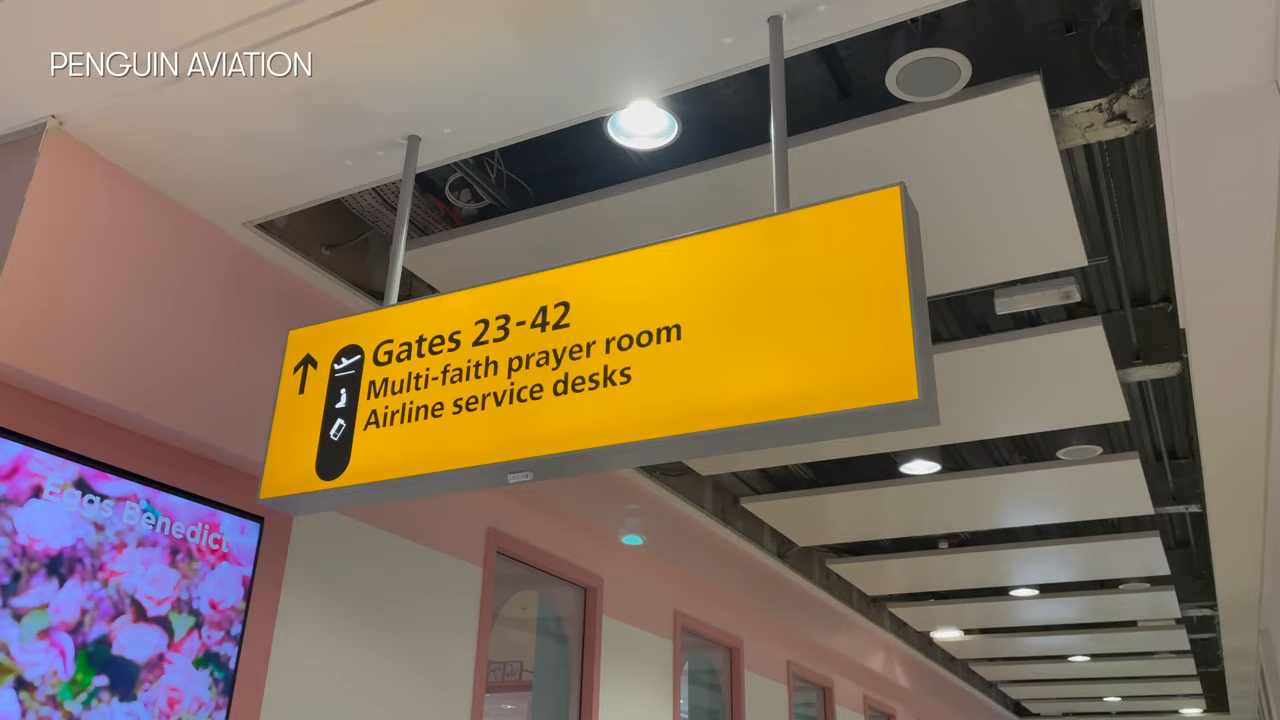 PENGUIN AVIATION
Gates 23-42
Multi-faith prayer room
Airline service desks
Eggs Benedict